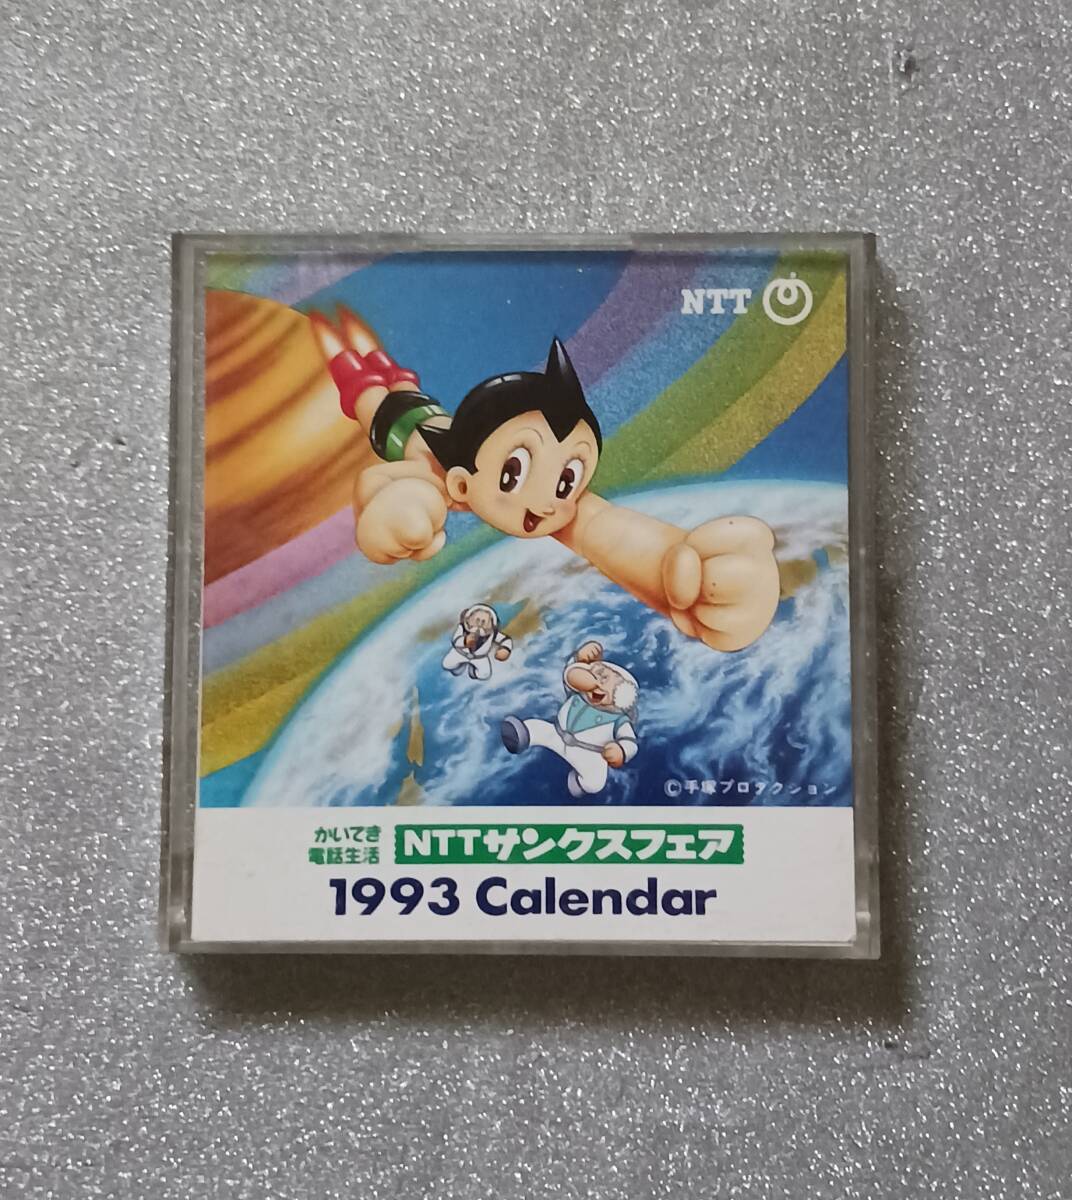 NTT
©手塚プロダクション
かいてき
電話生活
NTTサンクスフェア
1993 Calendar